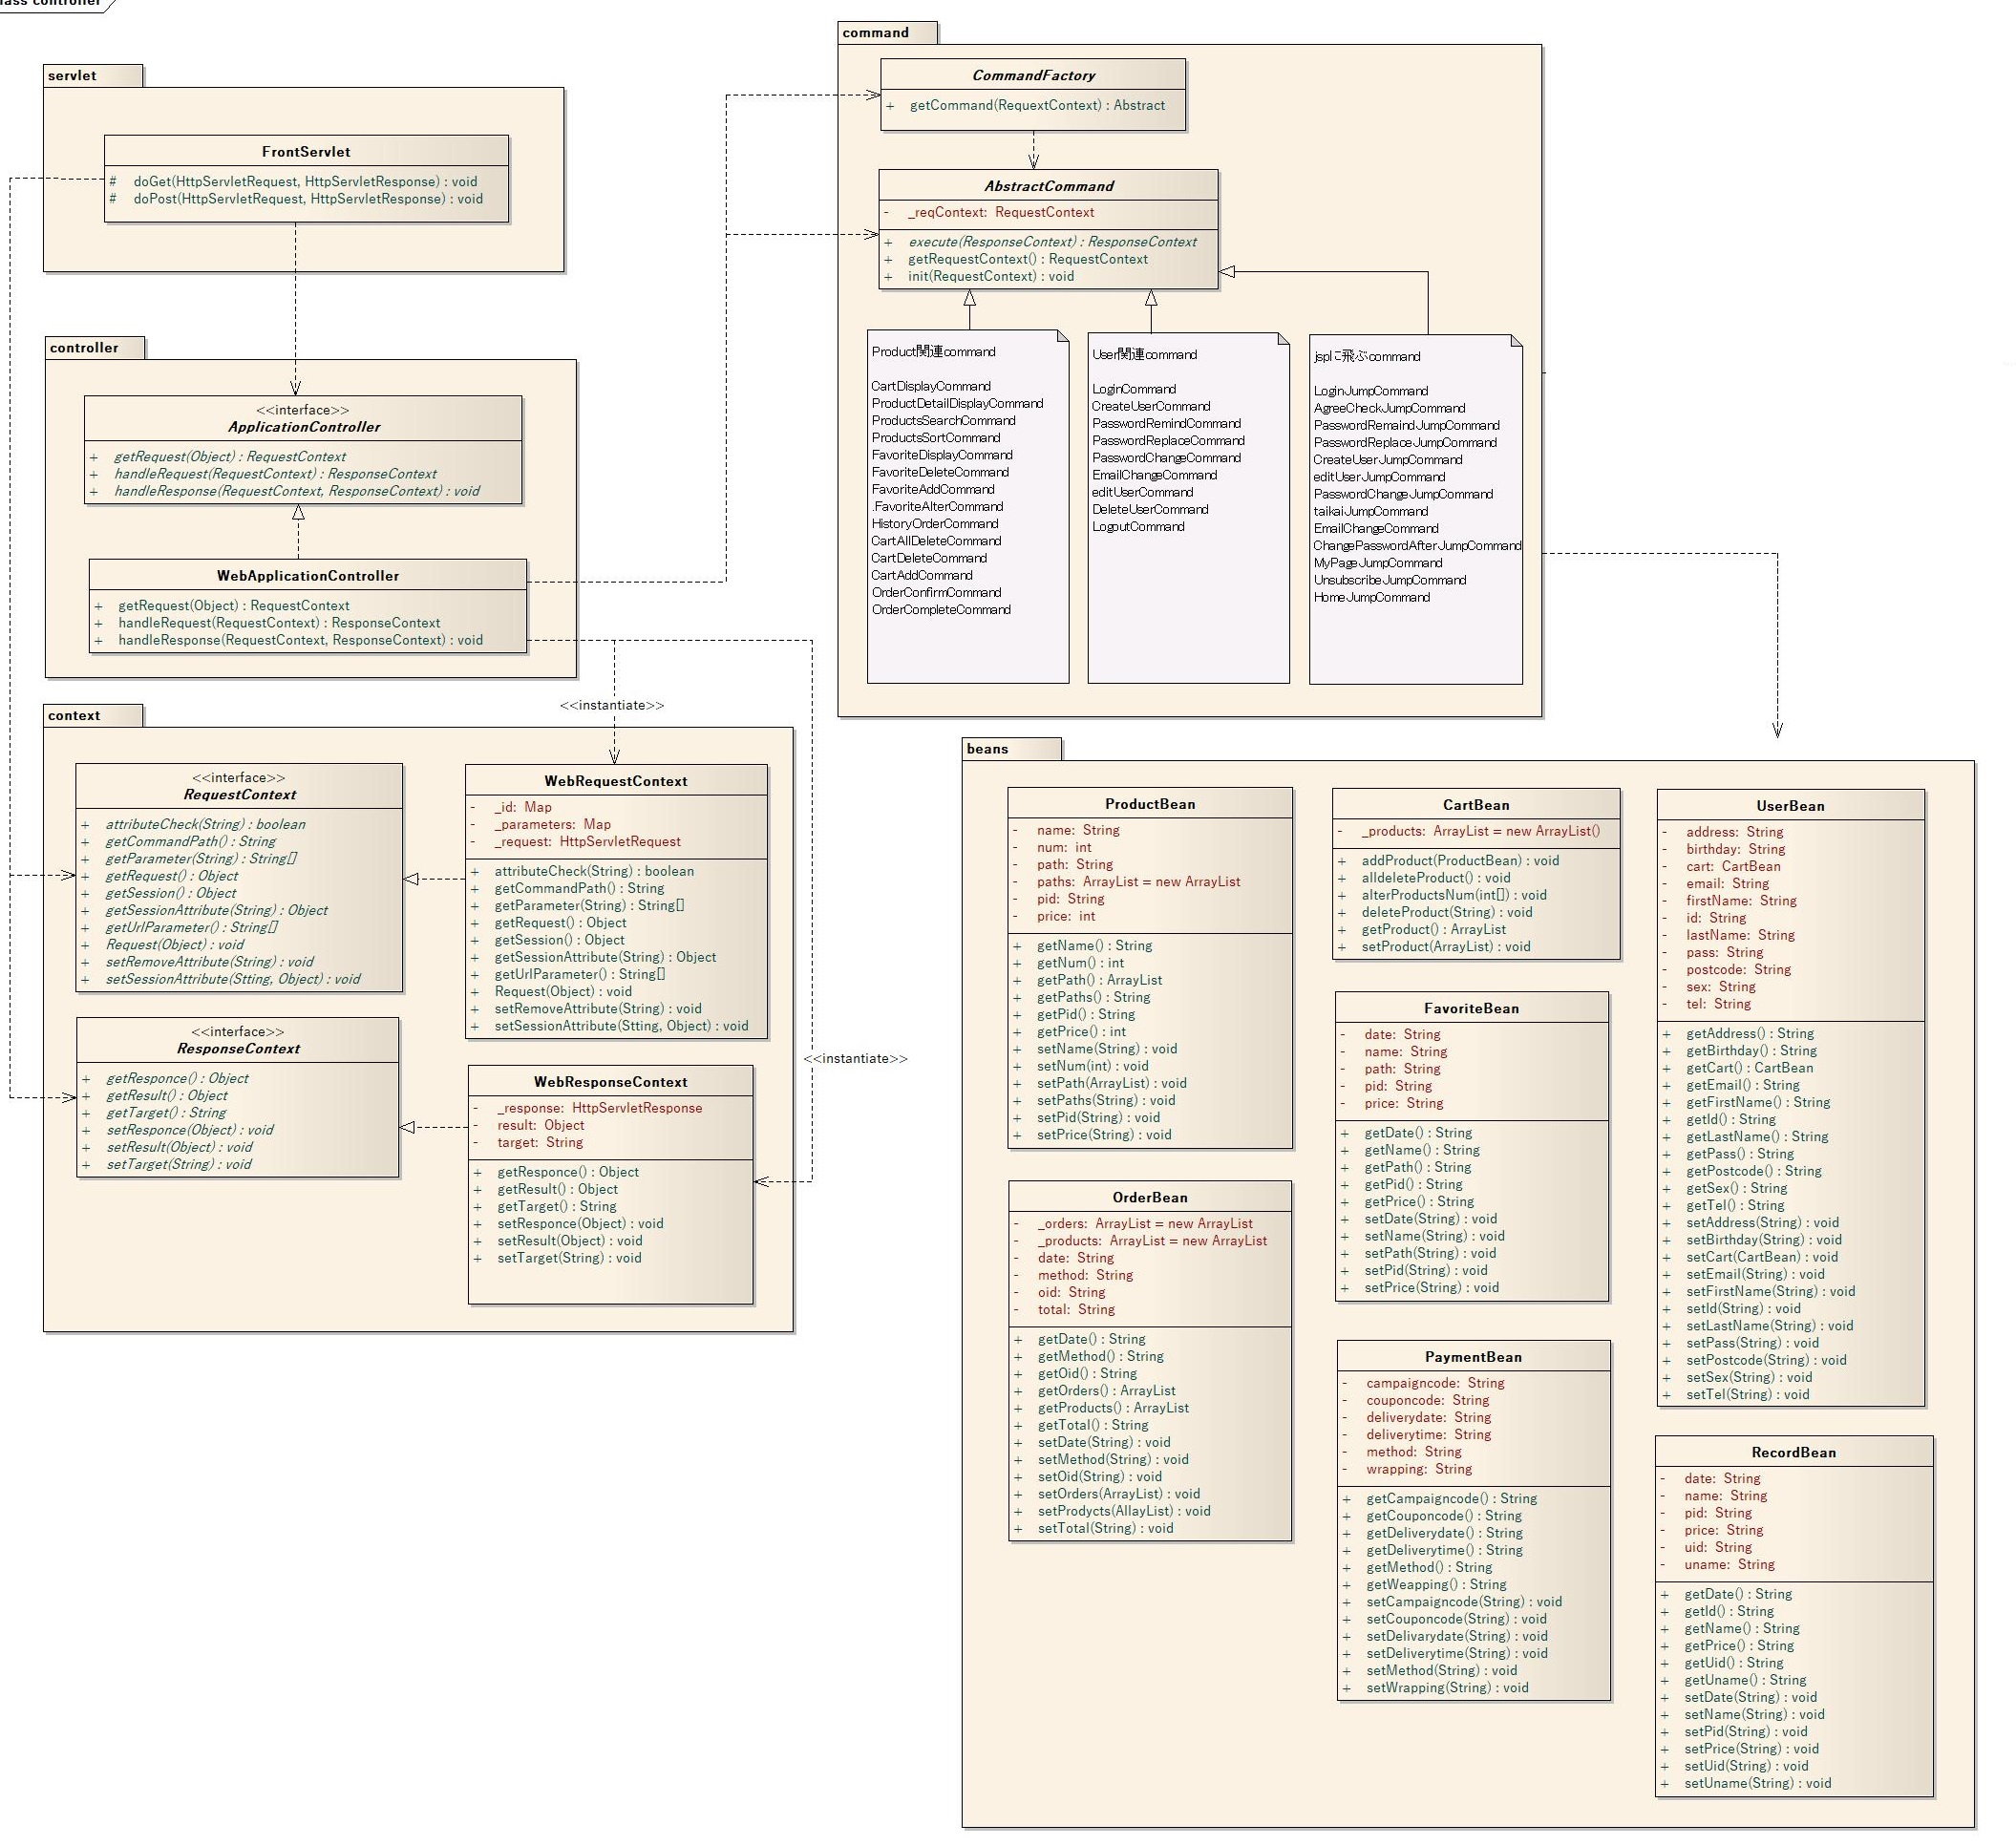 class controller
servlet
FrontServlet
# doGet(HttpServletRequest, HttpServletResponse) : void
# doPost(HttpServletRequest, HttpServletResponse) : void
controller
<<interface>>
ApplicationController
+ getRequest(Object) : RequestContext
+ handleRequest(RequestContext) : ResponseContext
+ handleResponse(RequestContext, ResponseContext) : void
WebApplicationController
+ getRequest(Object) : RequestContext
+ handleRequest(RequestContext) : ResponseContext
+ handleResponse(RequestContext, ResponseContext) : void
<<instantiate>>
<<instantiate>>
context
<<interface>>
RequestContext
+ attributeCheck(String) : boolean
+ getCommandPath() : String
+ getParameter(String) : String[]
+ getRequest() : Object
+ getSession() : Object
+ getSessionAttribute(String) : Object
+ getUrlParameter() : String[]
+ Request(Object) : void
+ setRemoveAttribute(String) : void
+ setSessionAttribute(Stting, Object) : void
WebRequestContext
- _id: Map
- _parameters: Map
- _request: HttpServletRequest
+ attributeCheck(String) : boolean
+ getCommandPath() : String
+ getParameter(String) : String[]
+ getRequest() : Object
+ getSession() : Object
+ getSessionAttribute(String) : Object
+ getUrlParameter() : String[]
+ Request(Object) : void
+ setRemoveAttribute(String) : void
+ setSessionAttribute(Stting, Object) : void
<<interface>>
ResponseContext
+ getResponce() : Object
+ getResult() : Object
+ getTarget() : String
+ setResponce(Object) : void
+ setResult(Object) : void
+ setTarget(String) : void
WebResponseContext
- _response: HttpServletResponse
- result: Object
- target: String
+ getResponce() : Object
+ getResult() : Object
+ getTarget() : String
+ setResponce(Object) : void
+ setResult(Object) : void
+ setTarget(String) : void
command
CommandFactory
+ getCommand(RequextContext) : Abstract
AbstractCommand
- _reqContext: RequestContext
+ execute(ResponseContext) : ResponseContext
+ getRequestContext() : RequestContext
+ init(RequestContext) : void
Product関連command
CartDisplayCommand
ProductDetailDisplayCommand
ProductsSearchCommand
ProductsSortCommand
FavoriteDisplayCommand
FavoriteDeleteCommand
FavoriteAddCommand
.FavoriteAlterCommand
HistoryOrderCommand
CartAllDeleteCommand
CartDeleteCommand
CartAddCommand
OrderConfirmCommand
OrderCompleteCommand
User関連command
LoginCommand
CreateUserCommand
PasswordRemindCommand
PasswordReplaceCommand
PasswordChangeCommand
EmailChangeCommand
editUserCommand
DeleteUserCommand
LogoutCommand
jspに飛ぶcommand
LoginJumpCommand
AgreeCheckJumpCommand
PasswordRemaindJumpCommand
PasswordReplaceJumpCommand
CreateUserJumpCommand
editUserJumpCommand
PasswordChangeJumpCommand
taikaiJumpCommand
EmailChangeCommand
ChangePasswordAfterJumpCommand
MyPageJumpCommand
UnsubscribeJumpCommand
HomeJumpCommand
beans
ProductBean
- name: String
- num: int
- path: String
- paths: ArrayList = new ArrayList
- pid: String
- price: int
+ getName() : String
+ getNum() : int
+ getPath() : ArrayList
+ getPaths() : String
+ getPid() : String
+ getPrice() : int
+ setName(String) : void
+ setNum(int) : void
+ setPath(ArrayList) : void
+ setPaths(String) : void
+ setPid(String) : void
+ setPrice(String) : void
OrderBean
- _orders: ArrayList = new ArrayList
- _products: ArrayList = new ArrayList
- date: String
- method: String
- oid: String
- total: String
+ getDate() : String
+ getMethod() : String
+ getOid() : String
+ getOrders() : ArrayList
+ getProducts() : ArrayList
+ getTotal() : String
+ setDate(String) : void
+ setMethod(String) : void
+ setOid(String) : void
+ setOrders(ArrayList) : void
+ setProdycts(AllayList) : void
+ setTotal(String) : void
CartBean
- _products: ArrayList = new ArrayList()
+ addProduct(ProductBean) : void
+ alldeleteProduct() : void
+ alterProductsNum(int[]) : void
+ deleteProduct(String) : void
+ getProduct() : ArrayList
+ setProduct(ArrayList) : void
FavoriteBean
- date: String
- name: String
- path: String
- pid: String
- price: String
+ getDate() : String
+ getName() : String
+ getPath() : String
+ getPid() : String
+ getPrice() : String
+ setDate(String) : void
+ setName(String) : void
+ setPath(String) : void
+ setPid(String) : void
+ setPrice(String) : void
PaymentBean
- campaigncode: String
- couponcode: String
- deliverydate: String
- deliverytime: String
- method: String
- wrapping: String
+ getCampaigncode() : String
+ getCouponcode() : String
+ getDeliverydate() : String
+ getDeliverytime() : String
+ getMethod() : String
+ getWeapping() : String
+ setCampaigncode(String) : void
+ setCouponcode(String) : void
+ setDelivarydate(String) : void
+ setDeliverytime(String) : void
+ setMethod(String) : void
+ setWrapping(String) : void
UserBean
- address: String
- birthday: String
- cart: CartBean
- email: String
- firstName: String
- id: String
- lastName: String
- pass: String
- postcode: String
- sex: String
- tel: String
+ getAddress() : String
+ getBirthday() : String
+ getCart() : CartBean
+ getEmail() : String
+ getFirstName() : String
+ getId() : String
+ getLastName() : String
+ getPass() : String
+ getPostcode() : String
+ getSex() : String
+ getTel() : String
+ setAddress(String) : void
+ setBirthday(String) : void
+ setCart(CartBean) : void
+ setEmail(String) : void
+ setFirstName(String) : void
+ setId(String) : void
+ setLastName(String) : void
+ setPass(String) : void
+ setPostcode(String) : void
+ setSex(String) : void
+ setTel(String) : void
RecordBean
- date: String
- name: String
- pid: String
- price: String
- uid: String
- uname: String
+ getDate() : String
+ getId() : String
+ getName() : String
+ getPrice() : String
+ getUid() : String
+ getUname() : String
+ setDate(String) : void
+ setName(String) : void
+ setPid(String) : void
+ setPrice(String) : void
+ setUid(String) : void
+ setUname(String) : void